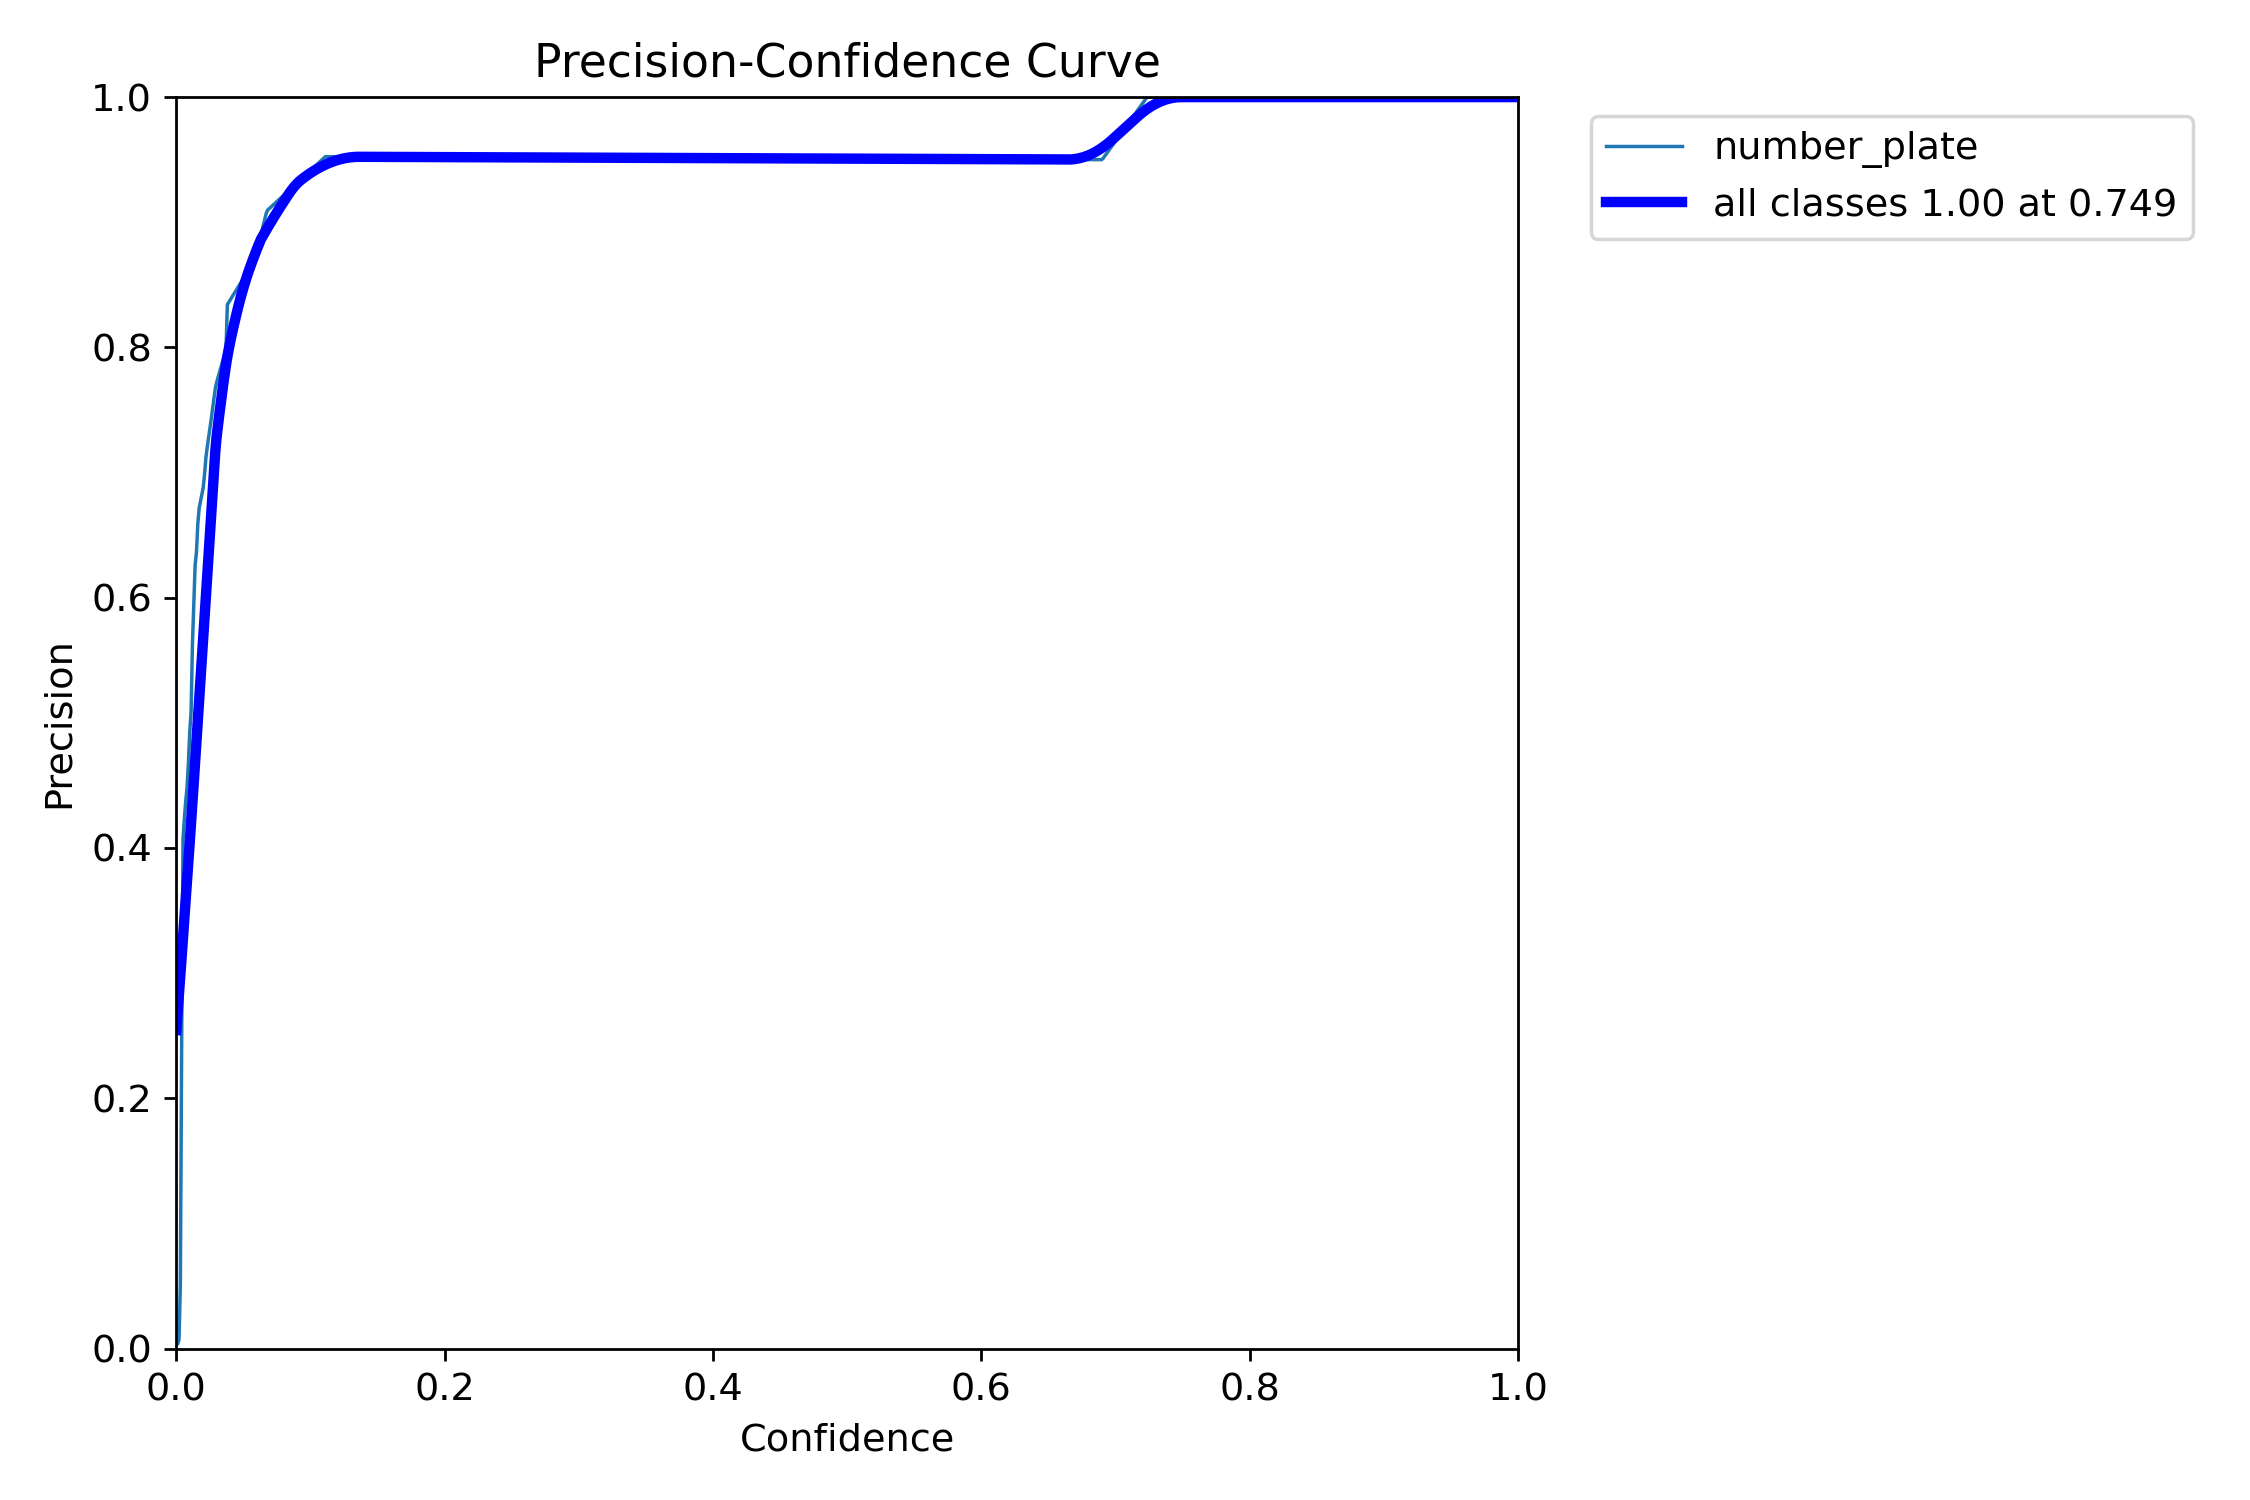 Precision-Confidence Curve
1.0
0.8
0.6
0.4
0.2
0.0
Precision
0.0 0.2 0.4 0.6 0.8 1.0
Confidence
number_plate
all classes 1.00 at 0.749